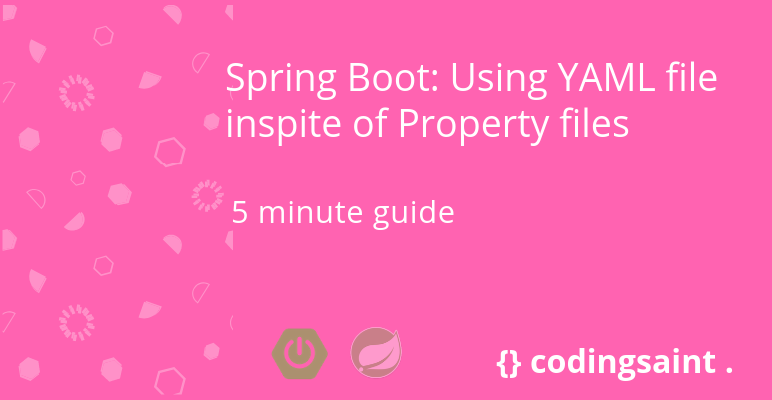 Spring Boot: Using YAML file
inspite of Property files
5 minute guide
{} codingsaint .